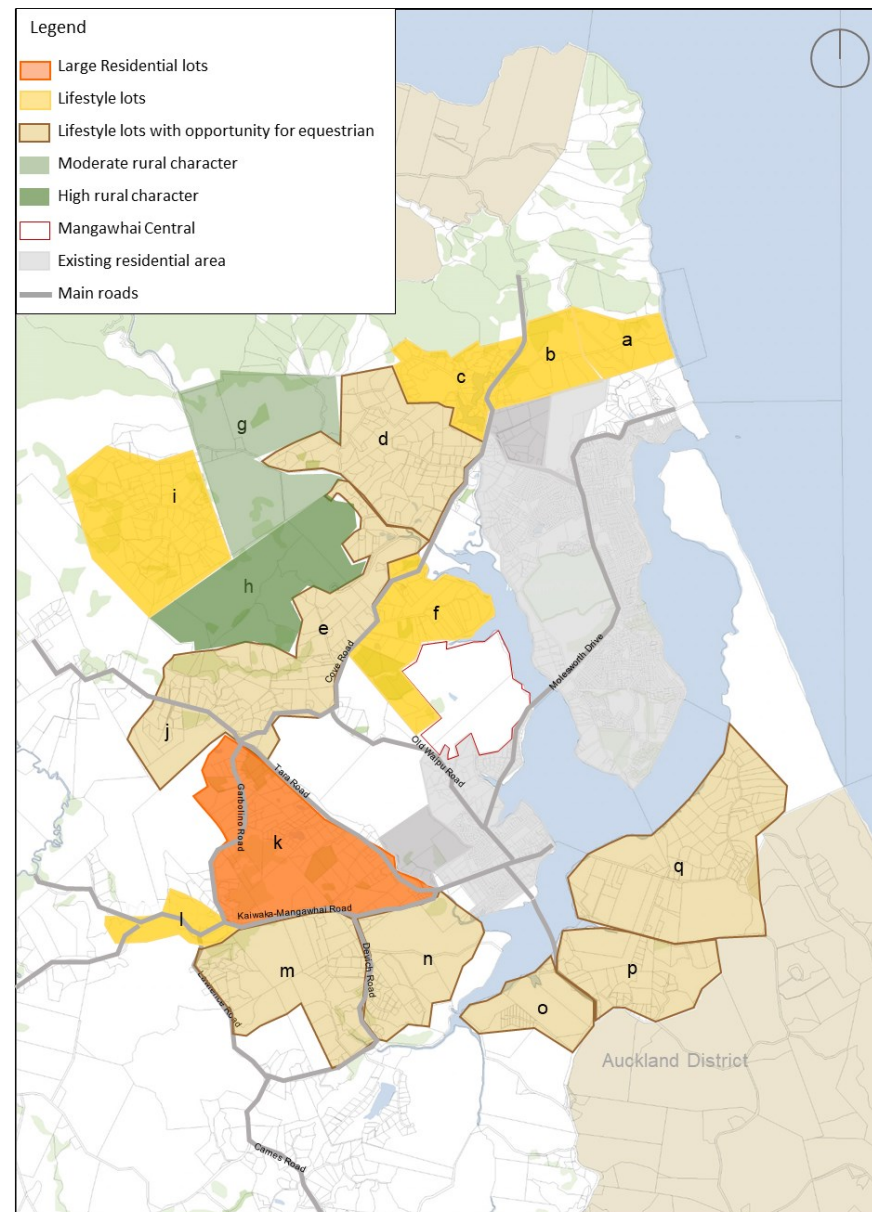 Legend
Large Residential lots
Lifestyle lots
Lifestyle lots with opportunity for equestrian
Moderate rural character
High rural character
Mangawhai Central
Existing residential area
Main roads
a
b
c
d
g
i
h
f
e
Cove Road
Molesworth Drive
j
Old Waipu Road
Tara Road
Garbolino Road
k
q
Kaiwaka-Mangawhai Road
l
m
n
Devich Road
p
Lawrence Road
o
Auckland District
Cames Road